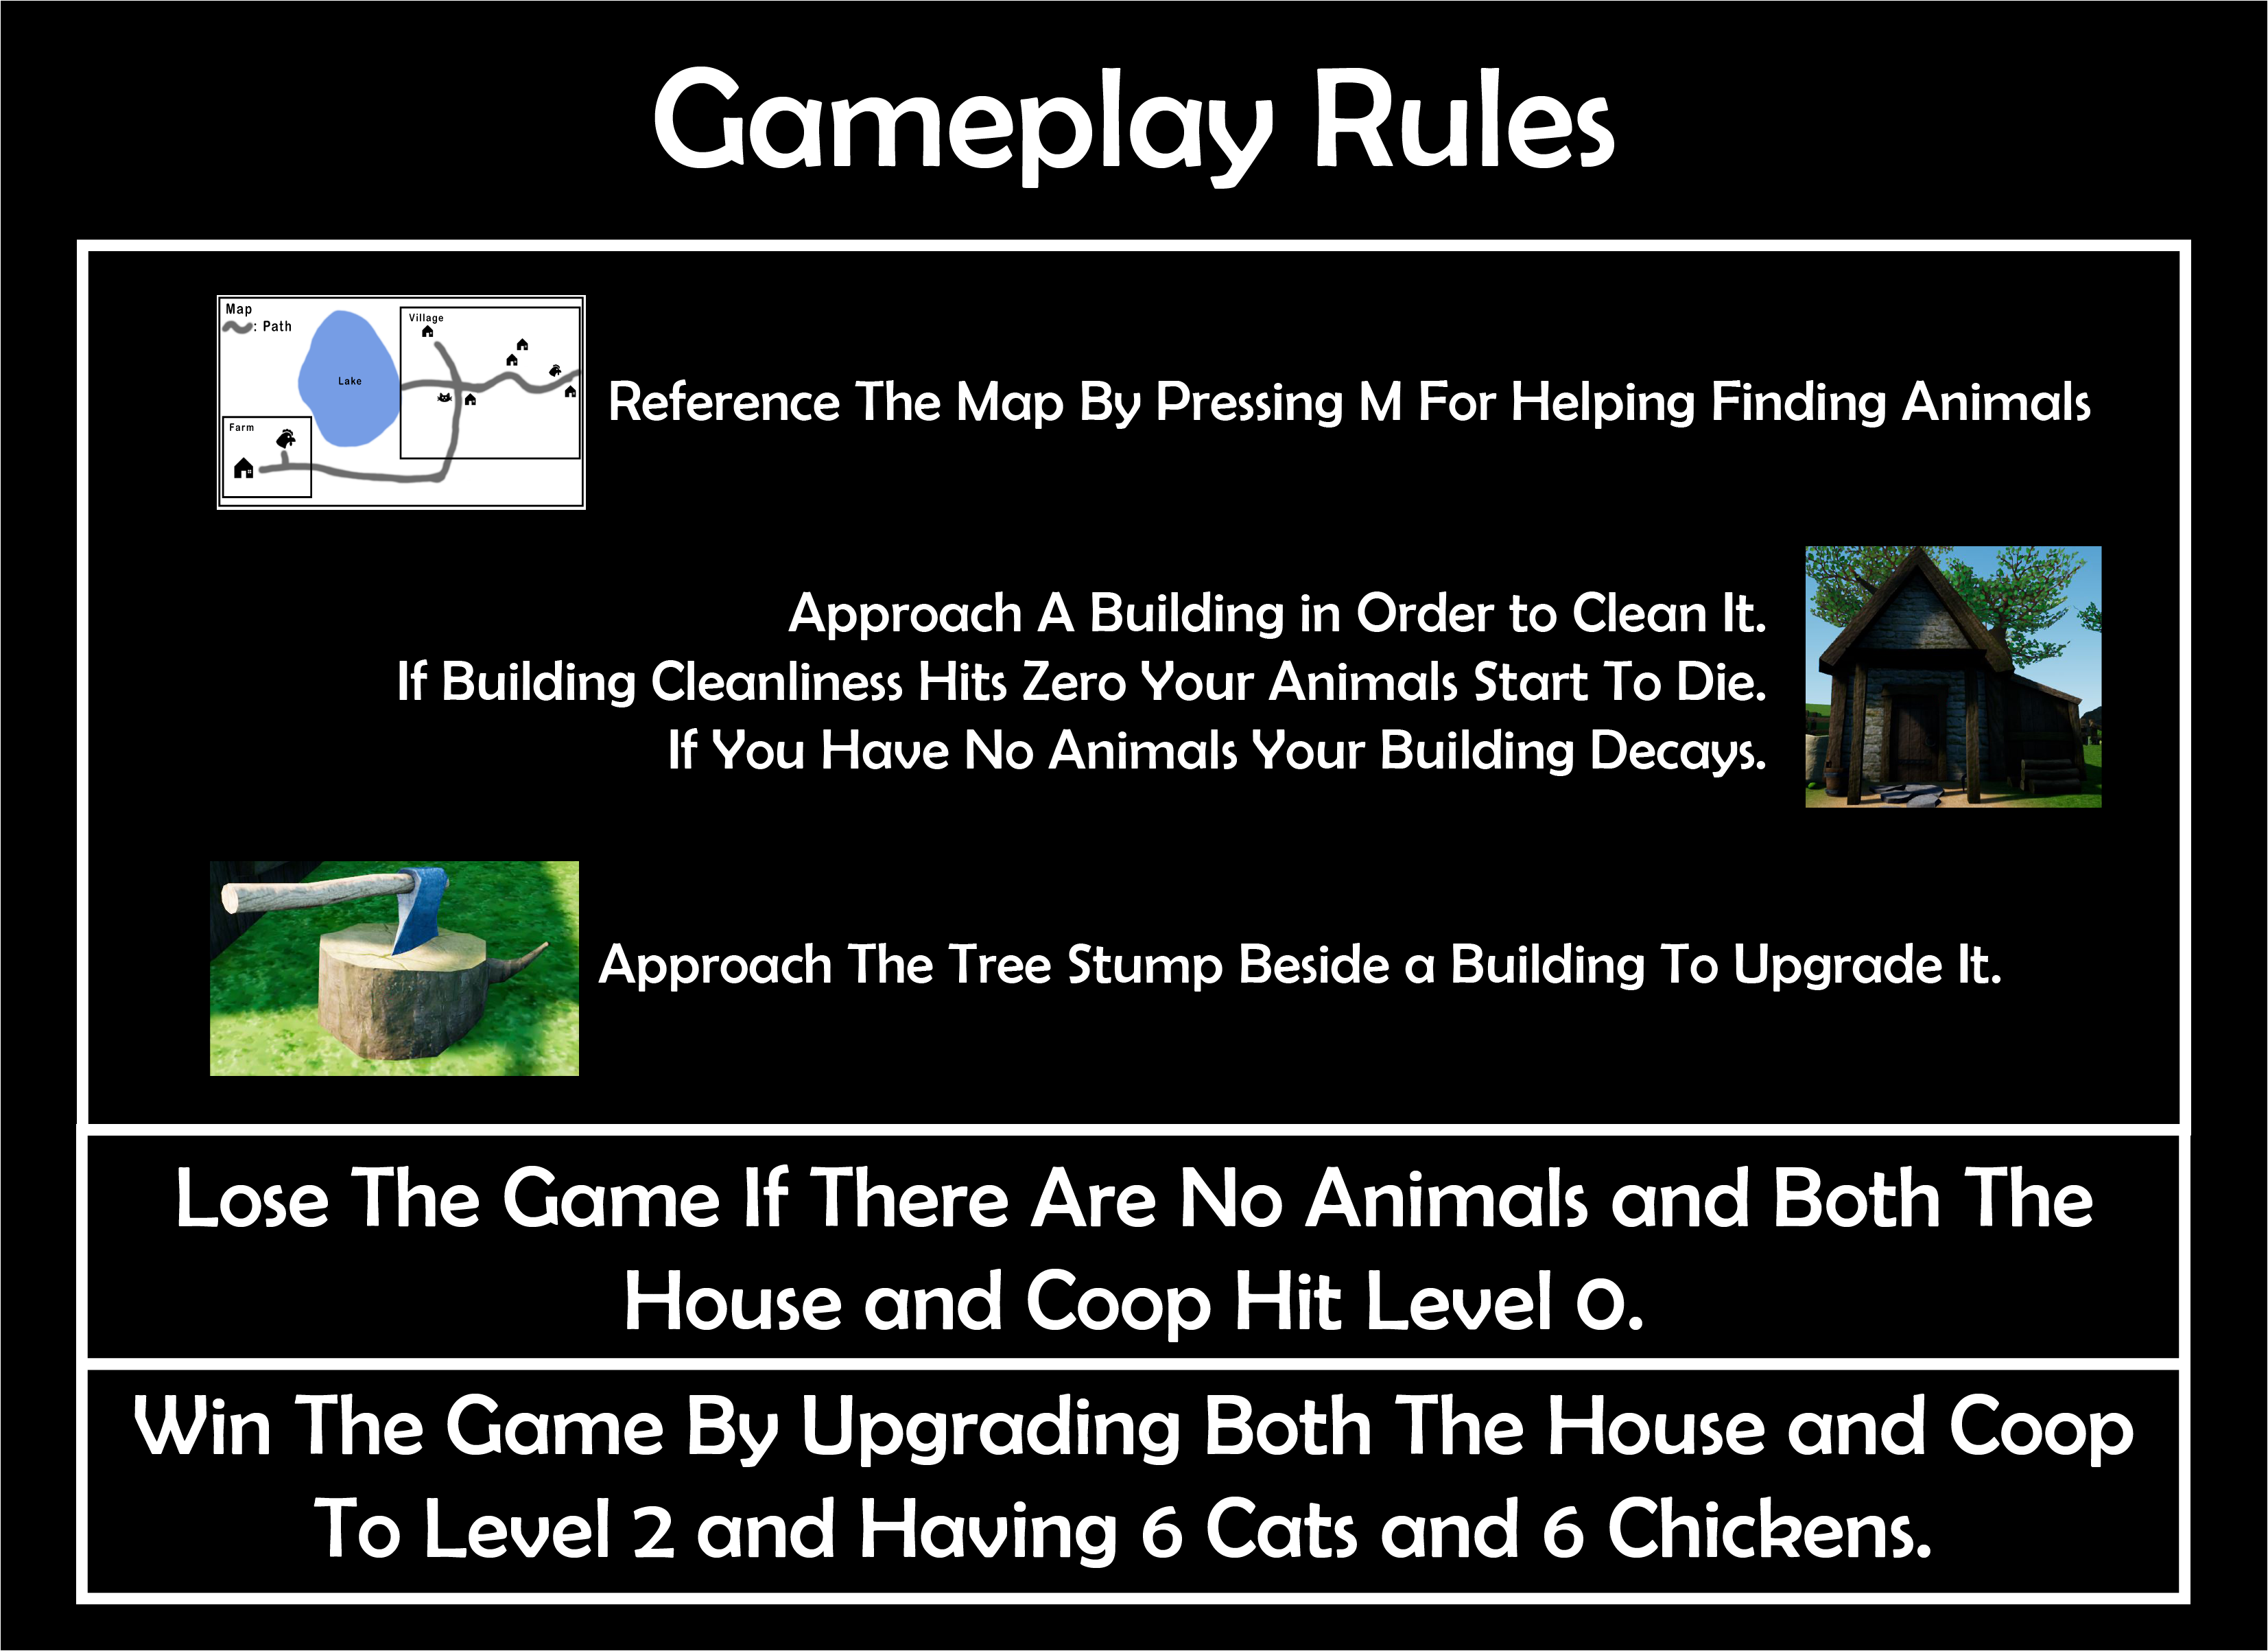 Gameplay Rules
Map
: Path
Village
Lake
Farm
Reference The Map By Pressing M For Helping Finding Animals
Approach A Building in Order to Clean It.
If Building Cleanliness Hits Zero Your Animals Start To Die.
If You Have No Animals Your Building Decays.
Approach The Tree Stump Beside a Building To Upgrade It.
Lose The Game If There Are No Animals and Both The
House and Coop Hit Level 0.
Win The Game By Upgrading Both The House and Coop
To Level 2 and Having 6 Cats and 6 Chickens.